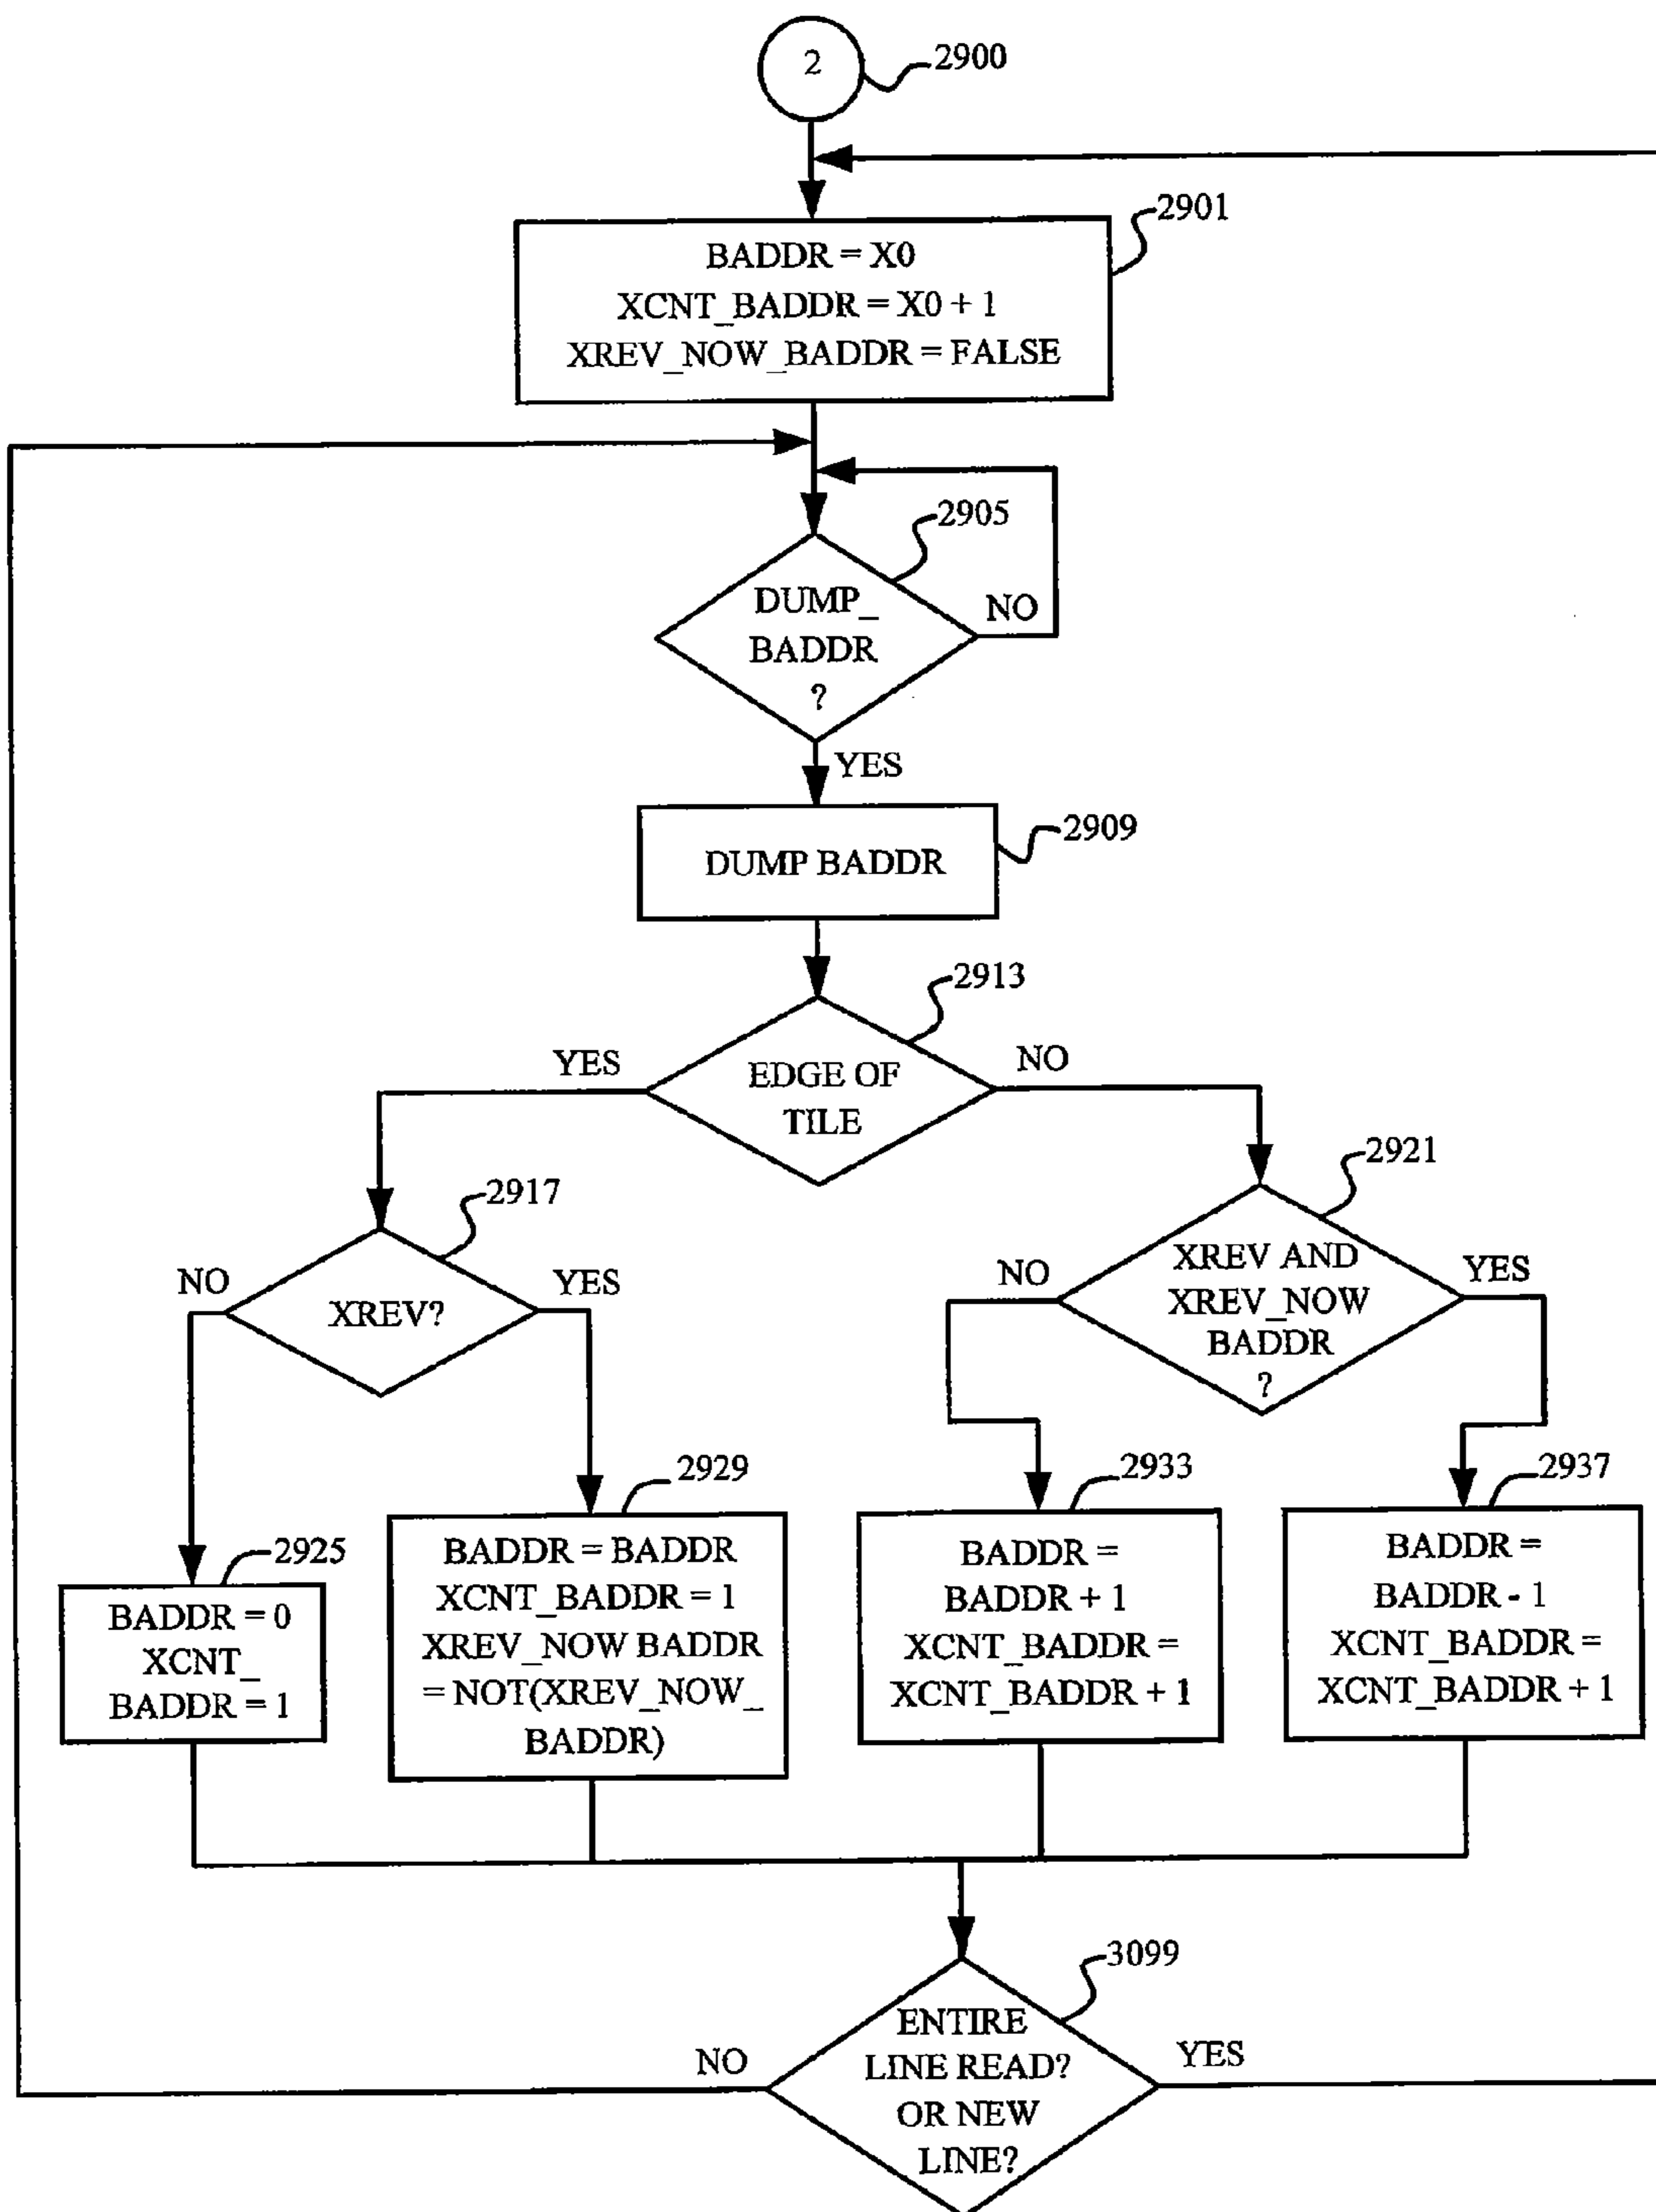 2
2900
2901
BADDR = X0
XCNT_BADDR = X0 + 1
XREV_NOW_BADDR = FALSE
2905
DUMP_
BADDR
?
NO
YES
2909
DUMP BADDR
2913
EDGE OF
TILE
YES
NO
2917
XREV?
NO
YES
2921
XREV AND
XREV_NOW
BADDR
?
NO
YES
2925
BADDR = 0
XCNT_
BADDR = 1
2929
BADDR = BADDR
XCNT_BADDR = 1
XREV_NOW BADDR
= NOT(XREV_NOW_
BADDR)
2933
BADDR =
BADDR + 1
XCNT_BADDR =
XCNT_BADDR + 1
2937
BADDR =
BADDR - 1
XCNT_BADDR =
XCNT_BADDR + 1
3099
ENTIRE
LINE READ?
OR NEW
LINE?
NO
YES